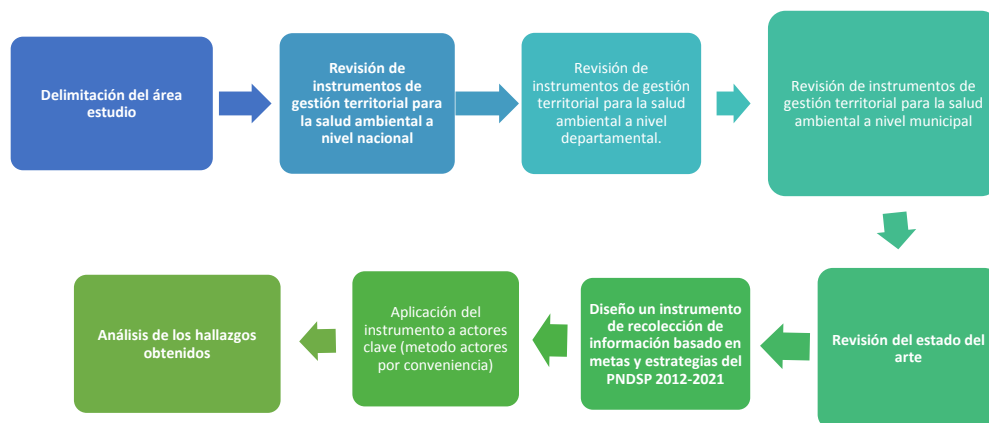 Delimitación del área
estudio
Revisión de
instrumentos de
gestión territorial para
la salud ambiental a
nivel nacional
Revisión de
instrumentos de gestión
territorial para la salud
ambiental a nivel
departamental.
Revisión de instrumentos de
gestión territorial para la salud
ambiental a nivel municipal
Revisión del estado del
arte
Diseño un instrumento
de recolección de
información basado en
metas y estrategias del
PNDSP 2012-2021
Aplicación del
instrumento a actores
clave (metodo actores
por conveniencia)
Análisis de los hallazgos
obtenidos